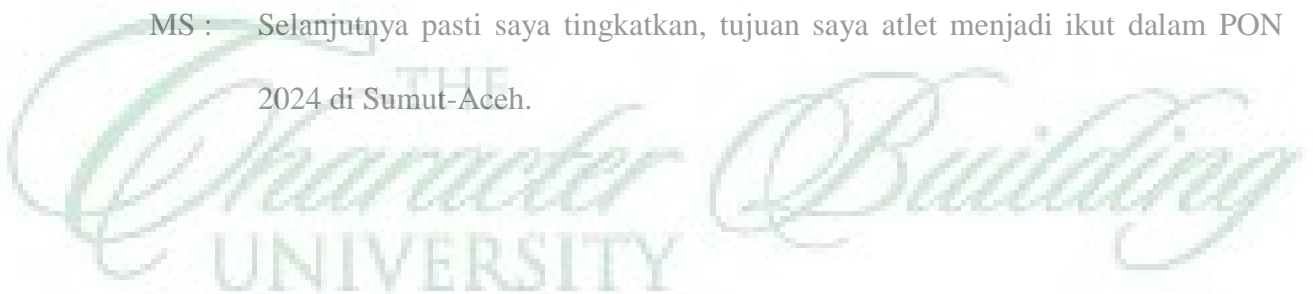 MS : Selanjutnya pasti saya tingkatkan, tujuan saya atlet menjadi ikut dalam PON
2024 di Sumut-Aceh.
THE
Character Building
UNIVERSITY